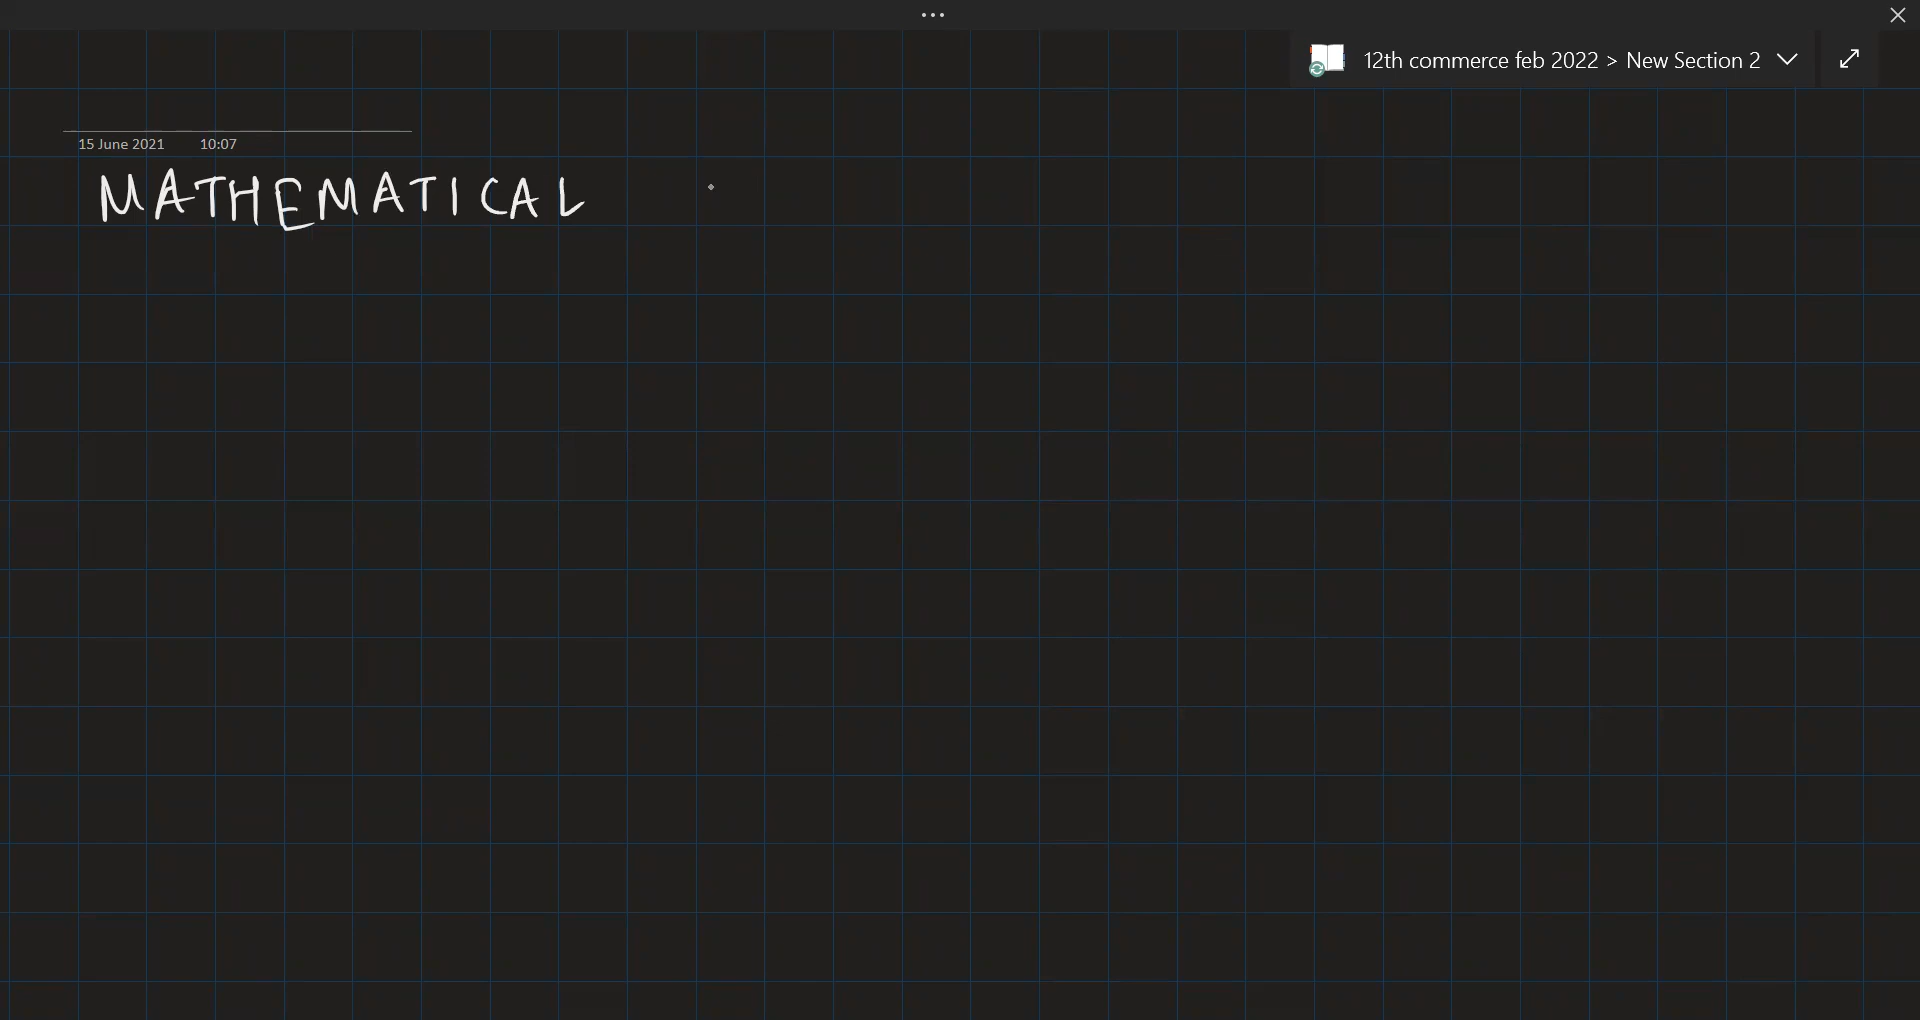 12th commerce feb 2022 > New Section 2
15 June 2021 10:07
MATHEMATICAL